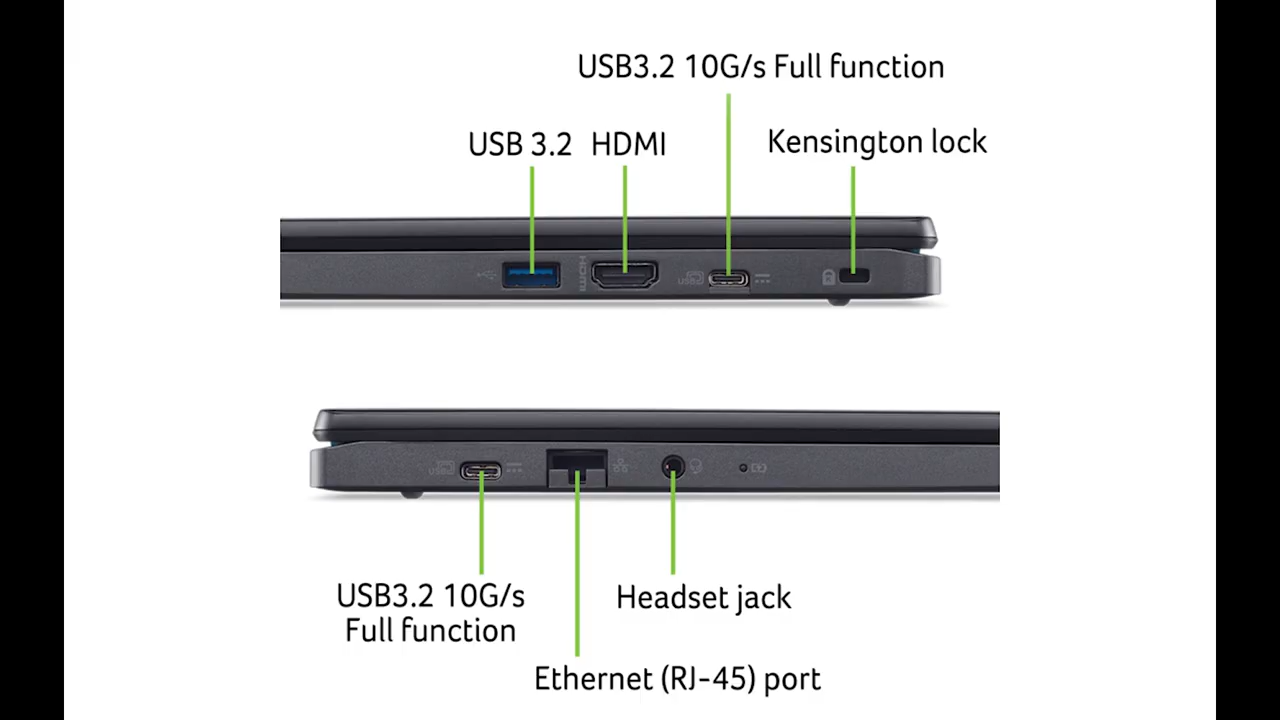 USB3.2 10G/s Full function
USB 3.2 HDMI Kensington lock
HDMI
USB3.2 10G/s
Full function
Headset jack
Ethernet (RJ-45) port